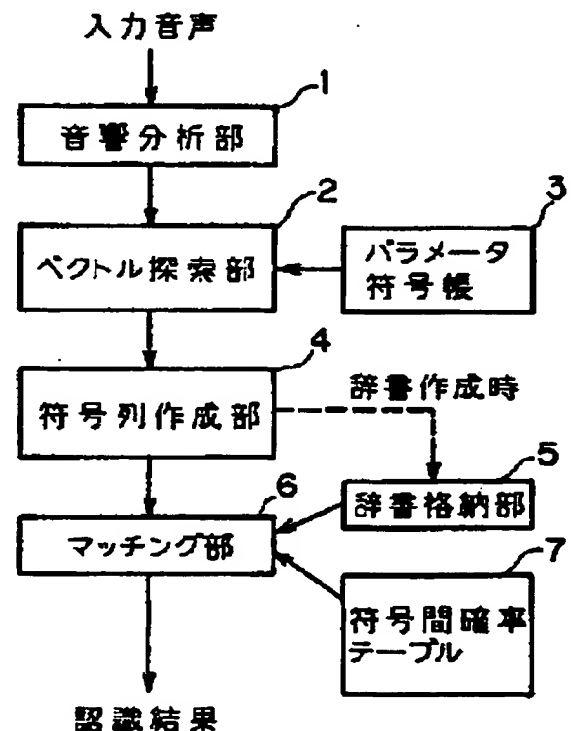 入力音声
1
音響分析部
2
ベクトル探索部
3
パラメータ
符号帳
4
符号列作成部
辞書作成時
5
辞書格納部
6
マッチング部
7
符号間確率
テーブル
認識結果